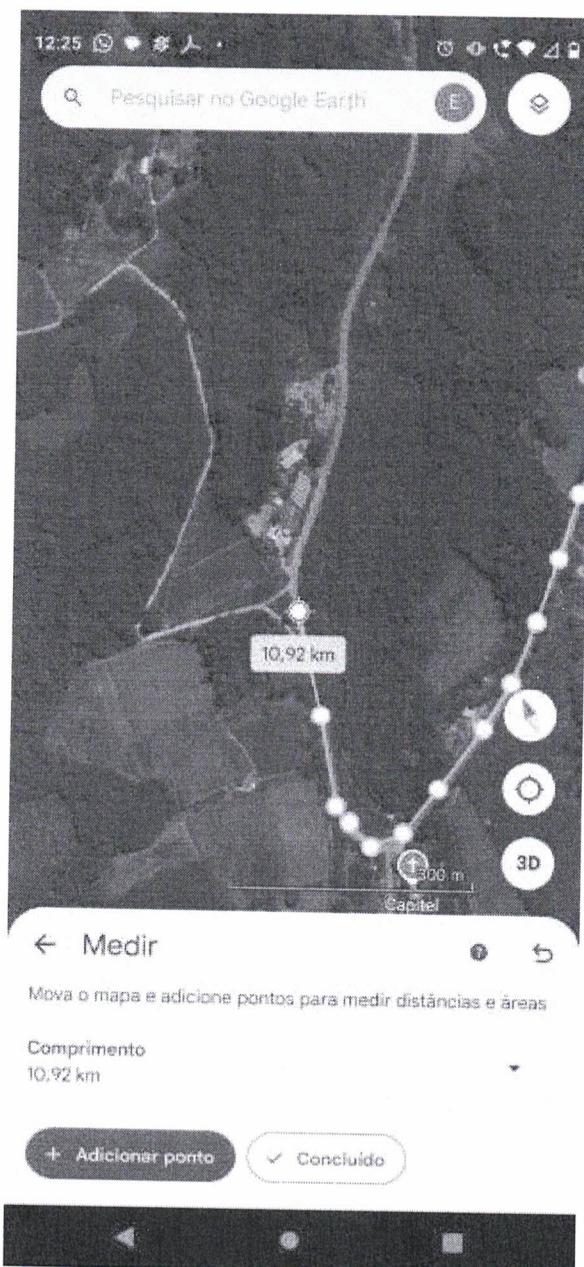 12:25
Pesquisar no Google Earth
E
10,92 km
3D
300 m
Capitel
Medir
Mova o mapa e adicione pontos para medir distâncias e áreas
Comprimento
10,92 km
+ Adicionar ponto
Concluído